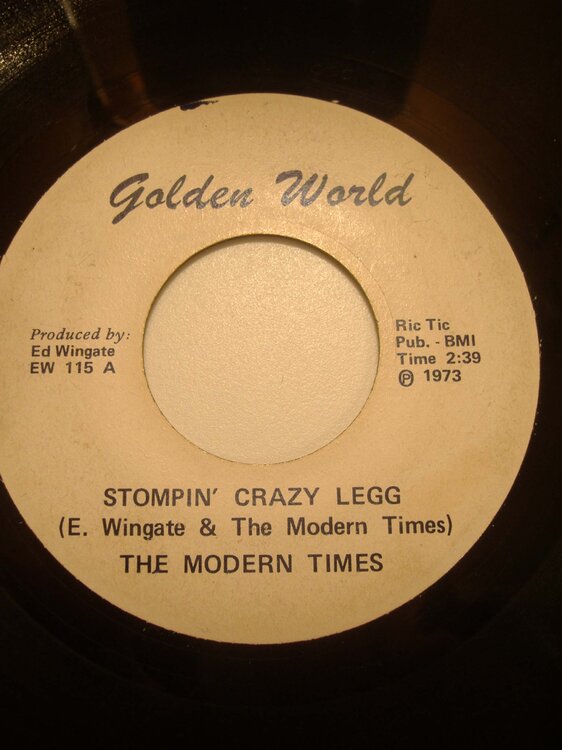 Golden World
Produced by:
Ed Wingate
EW 115 A
Ric Tic
Pub. - BMI
Time 2:39
℗ 1973
STOMPIN' CRAZY LEGG
(E. Wingate & The Modern Times)
THE MODERN TIMES